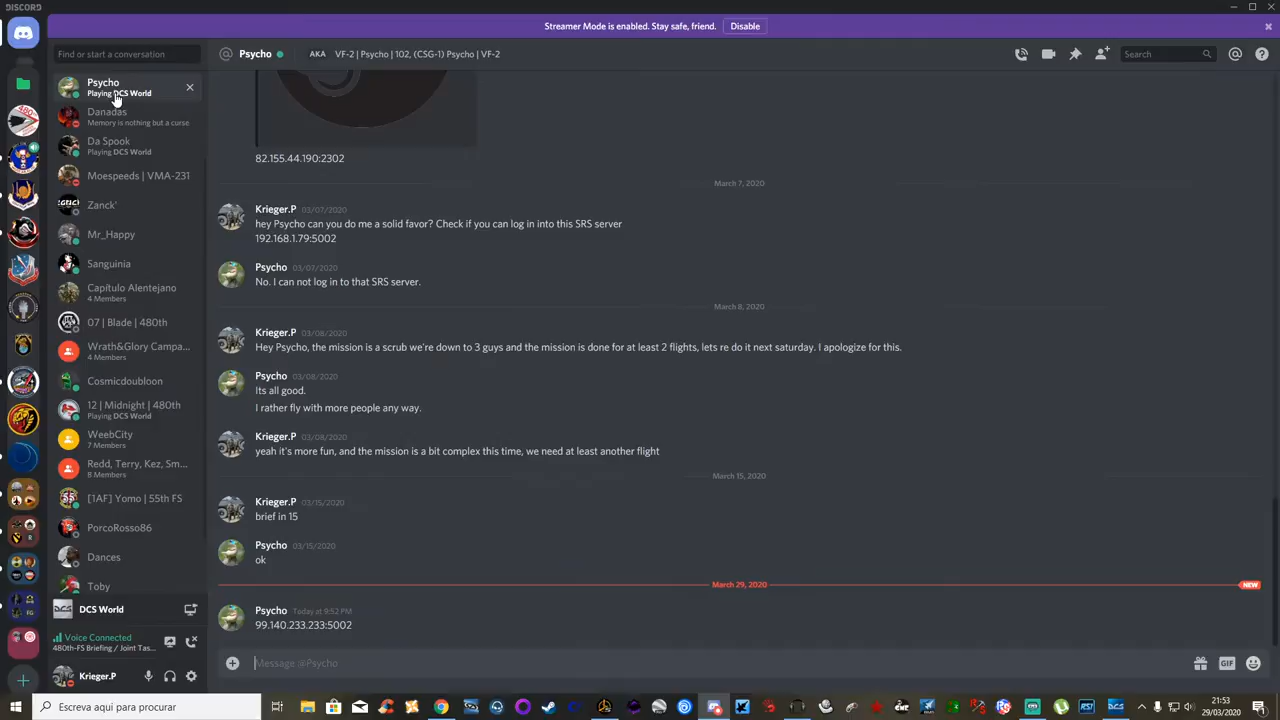 DISCORD
Streamer Mode is enabled. Stay safe, friend.
Disable
Find or start a conversation
Psycho
AKA
VF-2 | Psycho | 102, (CSG-1) Psycho | VF-2
Search
Psycho
Playing DCS World
Danadas
Memory is nothing but a curse
Da Spook
Playing DCS World
Moespeeds | VMA-231
Zanck'
Mr_Happy
Sanguinia
Capítulo Alentejano
4 Members
07 | Blade | 480th
Wrath&Glory Campa...
4 Members
Cosmicdoubloon
12 | Midnight | 480th
Playing DCS World
WeebCity
7 Members
Redd, Terry, Kez, Sm...
8 Members
[1AF] Yomo | 55th FS
PorcoRosso86
Dances
Toby
DCS World
Voice Connected
480th-FS Briefing / Joint Tas...
Krieger.P
82.155.44.190:2302
March 7, 2020
Krieger.P 03/07/2020
hey Psycho can you do me a solid favor? Check if you can log in into this SRS server
192.168.1.79:5002
Psycho 03/07/2020
No. I can not log in to that SRS server.
March 8, 2020
Krieger.P 03/08/2020
Hey Psycho, the mission is a scrub we're down to 3 guys and the mission is done for at least 2 flights, lets re do it next saturday. I apologize for this.
Psycho 03/08/2020
Its all good.
I rather fly with more people any way.
Krieger.P 03/08/2020
yeah it's more fun, and the mission is a bit complex this time, we need at least another flight
March 15, 2020
Krieger.P 03/15/2020
brief in 15
Psycho 03/15/2020
ok
March 29, 2020
NEW
Psycho Today at 9:52 PM
99.140.233.233:5002
Message @Psycho
GIF
Escreva aqui para procurar
21:53
29/03/2020